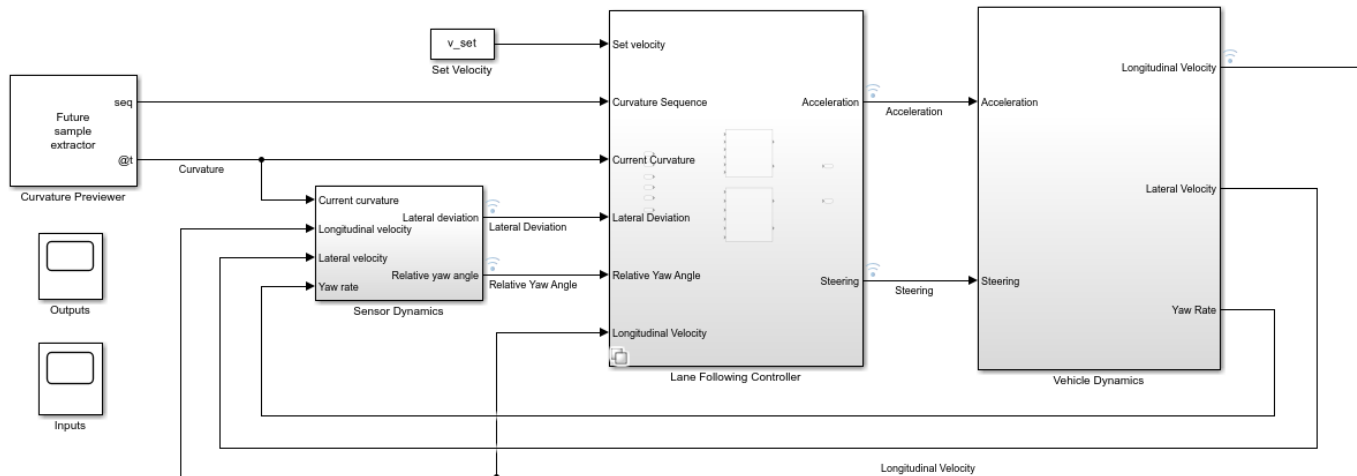 v_set
Set Velocity
Future
sample
extractor
seq
@t
Curvature Previewer
Curvature
Outputs
Inputs
Current curvature
Longitudinal velocity
Lateral velocity
Yaw rate
Lateral deviation
Relative yaw angle
Sensor Dynamics
Lateral Deviation
Relative Yaw Angle
Set velocity
Curvature Sequence
Current Curvature
Lateral Deviation
Relative Yaw Angle
Longitudinal Velocity
Acceleration
Steering
Lane Following Controller
Acceleration
Steering
Acceleration
Steering
Longitudinal Velocity
Lateral Velocity
Yaw Rate
Vehicle Dynamics
Longitudinal Velocity